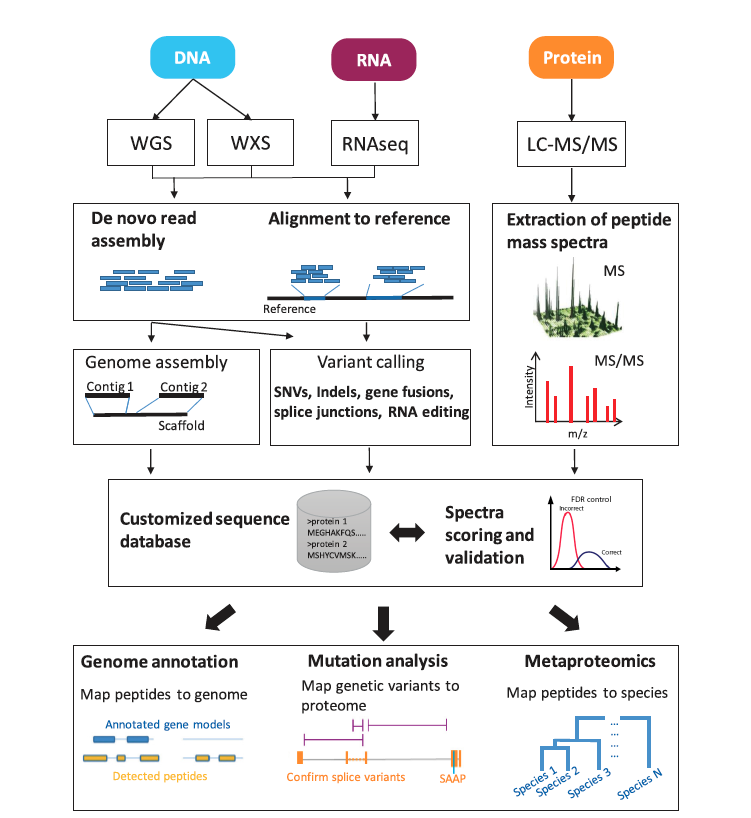 DNA
RNA
Protein
WGS
WXS
RNAseq
LC-MS/MS
De novo read
assembly
Alignment to reference
Reference
Extraction of peptide
mass spectra
MS
MS/MS
Intensity
m/z
Genome assembly
Contig 1
Contig 2
Scaffold
Variant calling
SNVs, Indels, gene fusions,
splice junctions, RNA editing
Customized sequence
database
>protein 1
MEGHAKFQS.....
>protein 2
MSHYCVMSK.....
Spectra
scoring and
validation
FDR control
Incorrect
Correct
Genome annotation
Map peptides to genome
Annotated gene models
Detected peptides
Mutation analysis
Map genetic variants to
proteome
Confirm splice variants
SAAP
Metaproteomics
Map peptides to species
...
...
...
...
Species 1
Species 2
Species 3
Species N